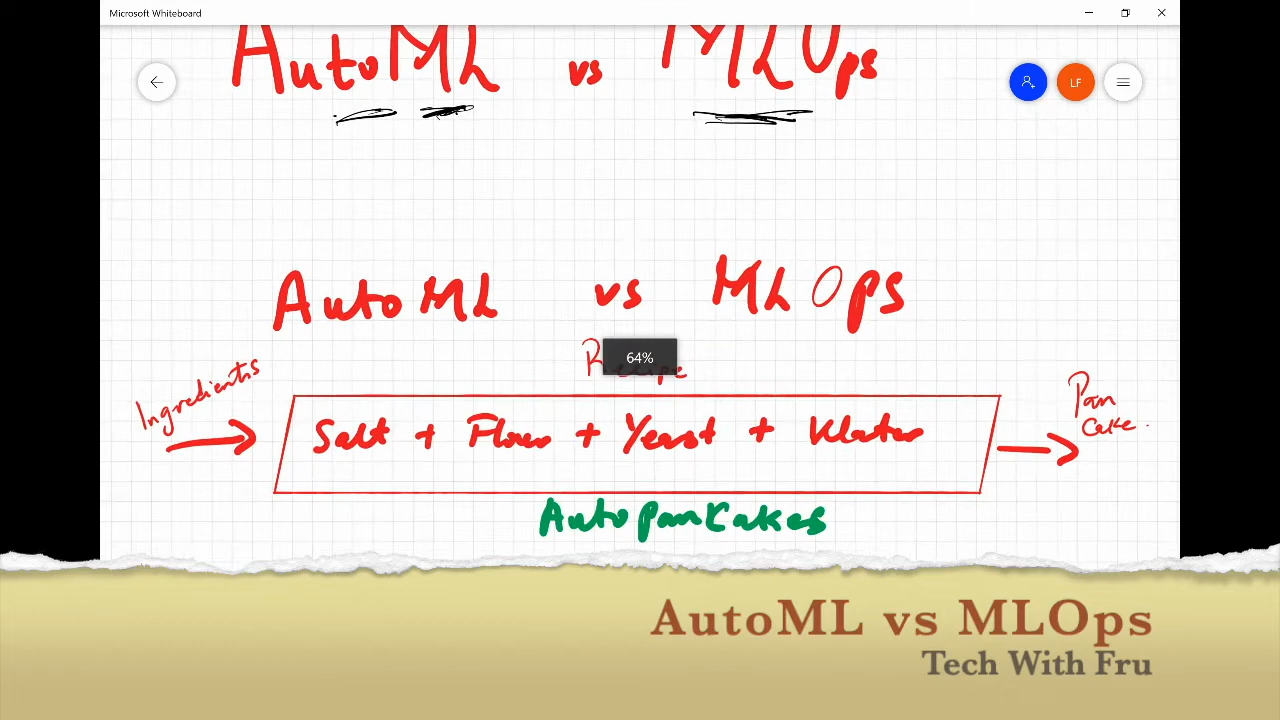 Microsoft Whiteboard
AutoML vs MLOps
LF
AutoML vs MLOps
64%
Ingredients
Salt + Flour + Yeast + Water
Pan
Cake.
AutopanCakes
AutoML vs MLOps
Tech With Fru